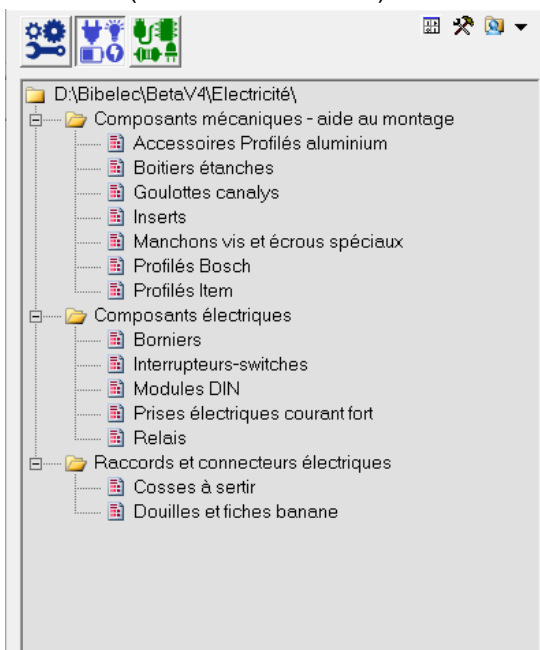 D:\Bibelec\BetaV4\Electricité\
Composants mécaniques - aide au montage
Accessoires Profilés aluminium
Boitiers étanches
Goulottes canalys
Inserts
Manchons vis et écrous spéciaux
Profilés Bosch
Profilés Item
Composants électriques
Borniers
Interrupteurs-switches
Modules DIN
Prises électriques courant fort
Relais
Raccords et connecteurs électriques
Cosses à sertir
Douilles et fiches banane